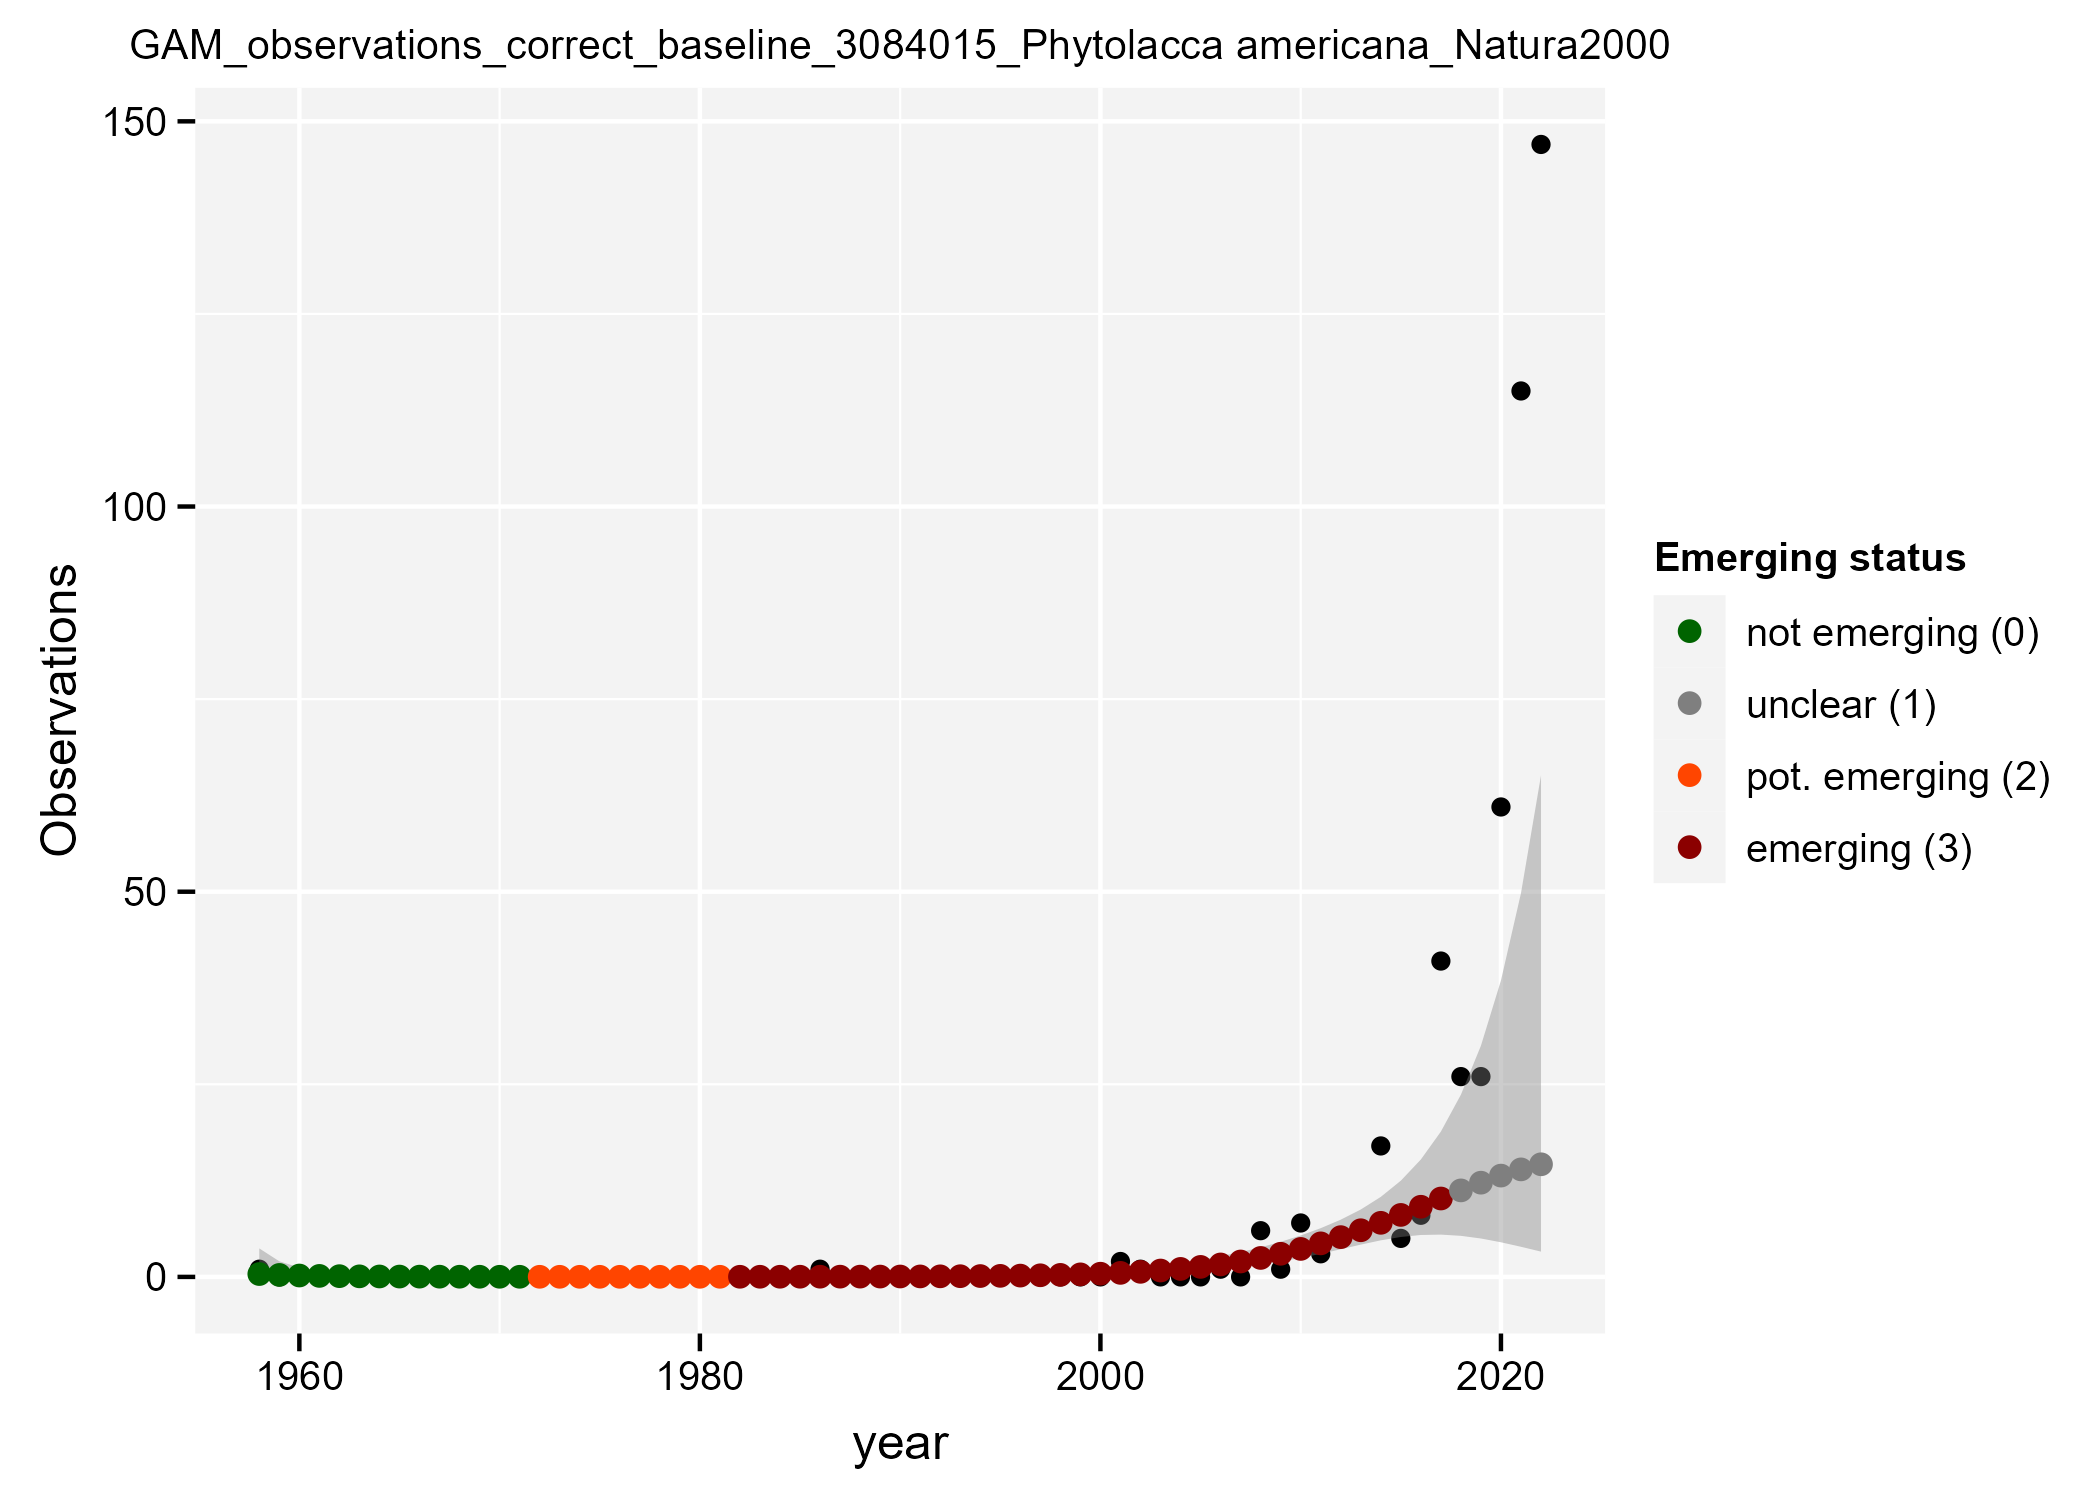 GAM_observations_correct_baseline_3084015_Phytolacca americana_Natura2000
150
100
50
0
Observations
1960
1980
2000
2020
year
Emerging status
not emerging (0)
unclear (1)
pot. emerging (2)
emerging (3)